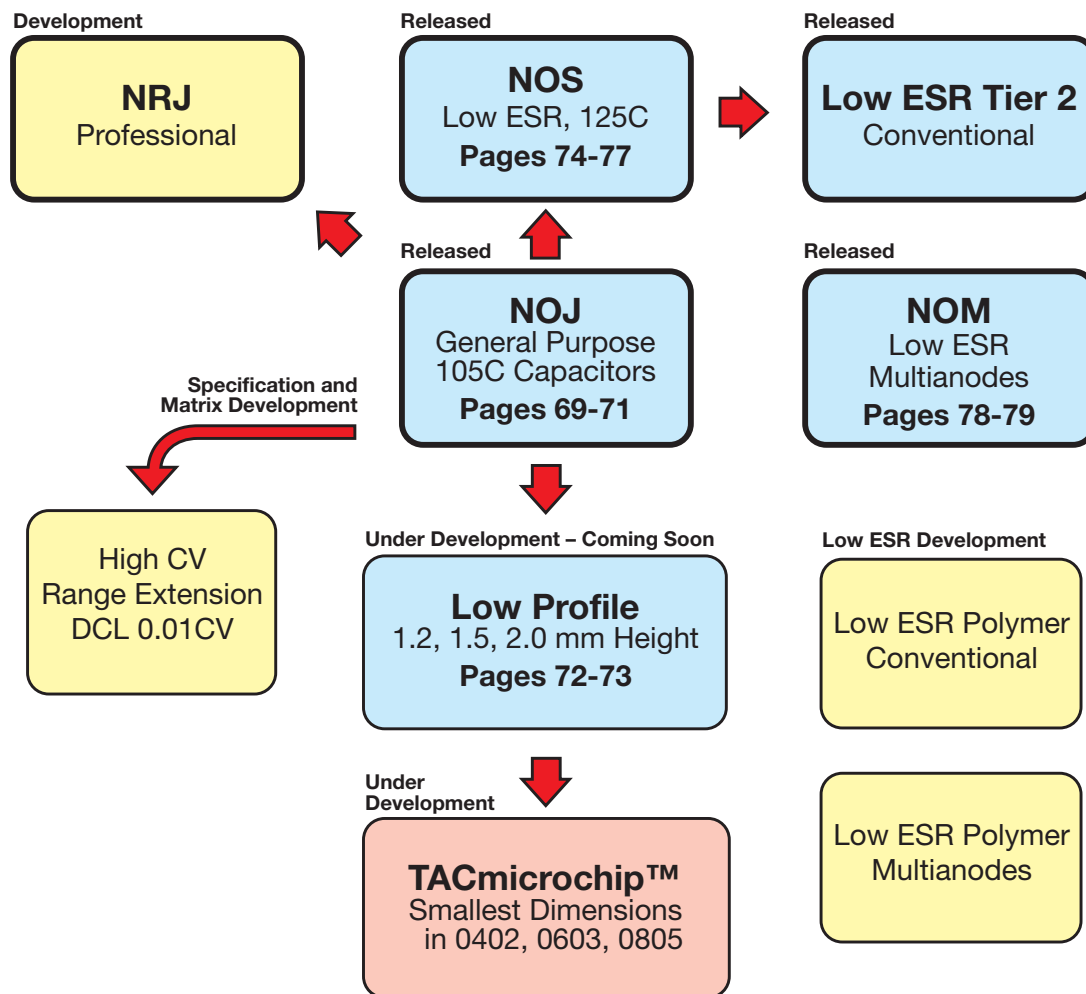 Development
NRJ
Professional
Released
NOS
Low ESR, 125C
Pages 74-77
Released
Low ESR Tier 2
Conventional
Released
NOJ
General Purpose
105C Capacitors
Pages 69-71
Released
NOM
Low ESR
Multianodes
Pages 78-79
Specification and
Matrix Development
High CV
Range Extension
DCL 0.01CV
Under Development – Coming Soon
Low Profile
1.2, 1.5, 2.0 mm Height
Pages 72-73
Low ESR Development
Low ESR Polymer
Conventional
Under
Development
TACmicrochip™
Smallest Dimensions
in 0402, 0603, 0805
Low ESR Polymer
Multianodes